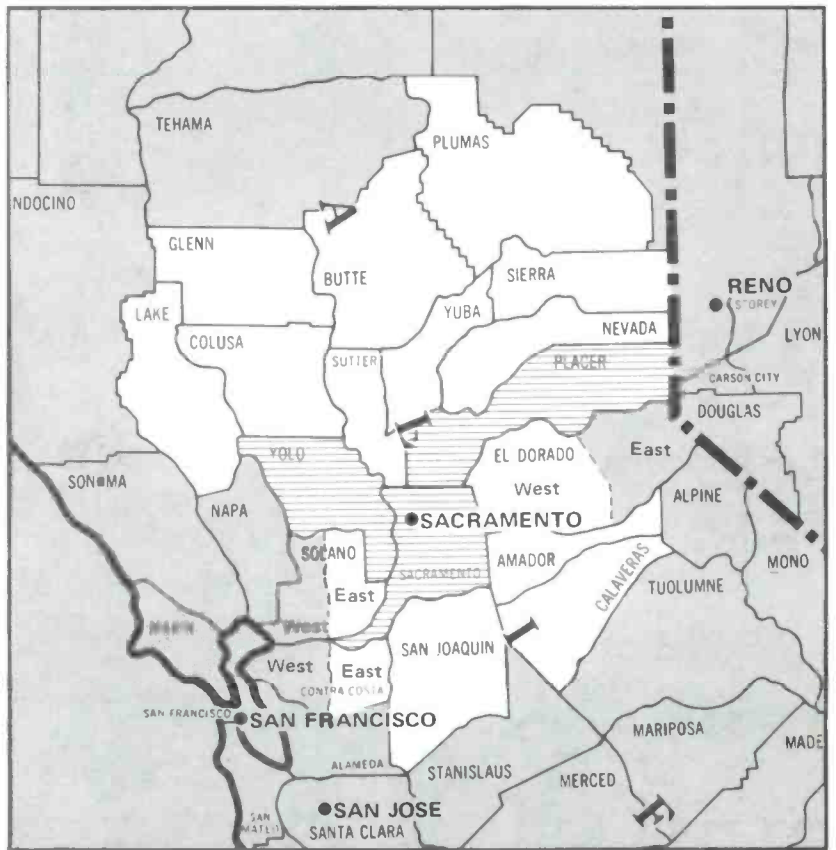 TEHAMA
PLUMAS
NDOCINO
A
GLENN
BUTTE
SIERRA
RENO
STOREY
LAKE
YUBA
NEVADA
COLUSA
SUTTER
LYON
PLACER
CARSON CITY
DOUGLAS
L
YOLO
EL DORADO
East
SONOMA
West
ALPINE
NAPA
SACRAMENTO
SOLANO
AMADOR
MONO
SACRAMENTO
CALAVERAS
TUOLUMNE
East
MARIN
West
I
SAN JOAQUIN
West
East
CONTRA COSTA
SAN FRANCISCO
SAN FRANCISCO
MARIPOSA
ALAMEDA
STANISLAUS
MADE
MERCED
SAN JOSE
F
SAN MATEO
SANTA CLARA